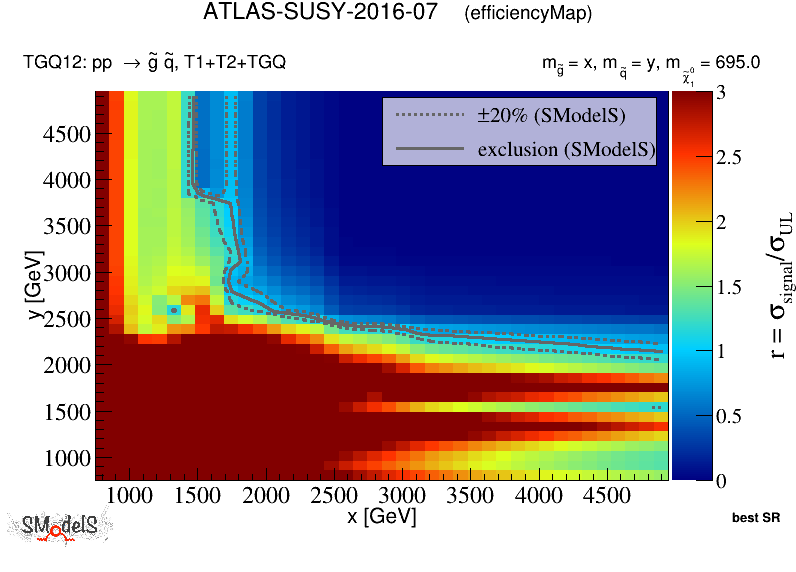 ATLAS-SUSY-2016-07 (efficiencyMap)
TGQ12: pp → g̃ q̃, T1+T2+TGQ
m_g̃ = x, m_q̃ = y, m_χ̃₁⁰ = 695.0
±20% (SModelS)
exclusion (SModelS)
y [GeV]
4500
4000
3500
3000
2500
2000
1500
1000
1000 1500 2000 2500 3000 3500 4000 4500
x [GeV]
3
2.5
2
1.5
1
0.5
0
r = σ_signal/σ_UL
best SR
SModelS